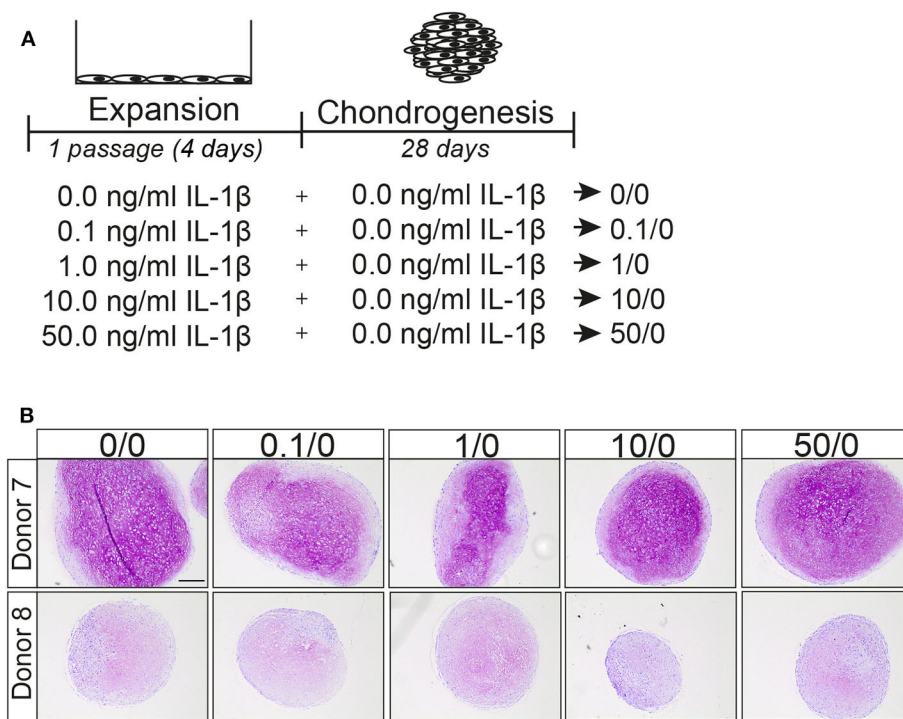 A
Expansion
Chondrogenesis
1 passage (4 days)
28 days
0.0 ng/ml IL-1β + 0.0 ng/ml IL-1β ➤ 0/0
0.1 ng/ml IL-1β + 0.0 ng/ml IL-1β ➤ 0.1/0
1.0 ng/ml IL-1β + 0.0 ng/ml IL-1β ➤ 1/0
10.0 ng/ml IL-1β + 0.0 ng/ml IL-1β ➤ 10/0
50.0 ng/ml IL-1β + 0.0 ng/ml IL-1β ➤ 50/0
B
0/0 0.1/0 1/0 10/0 50/0
Donor 7
Donor 8